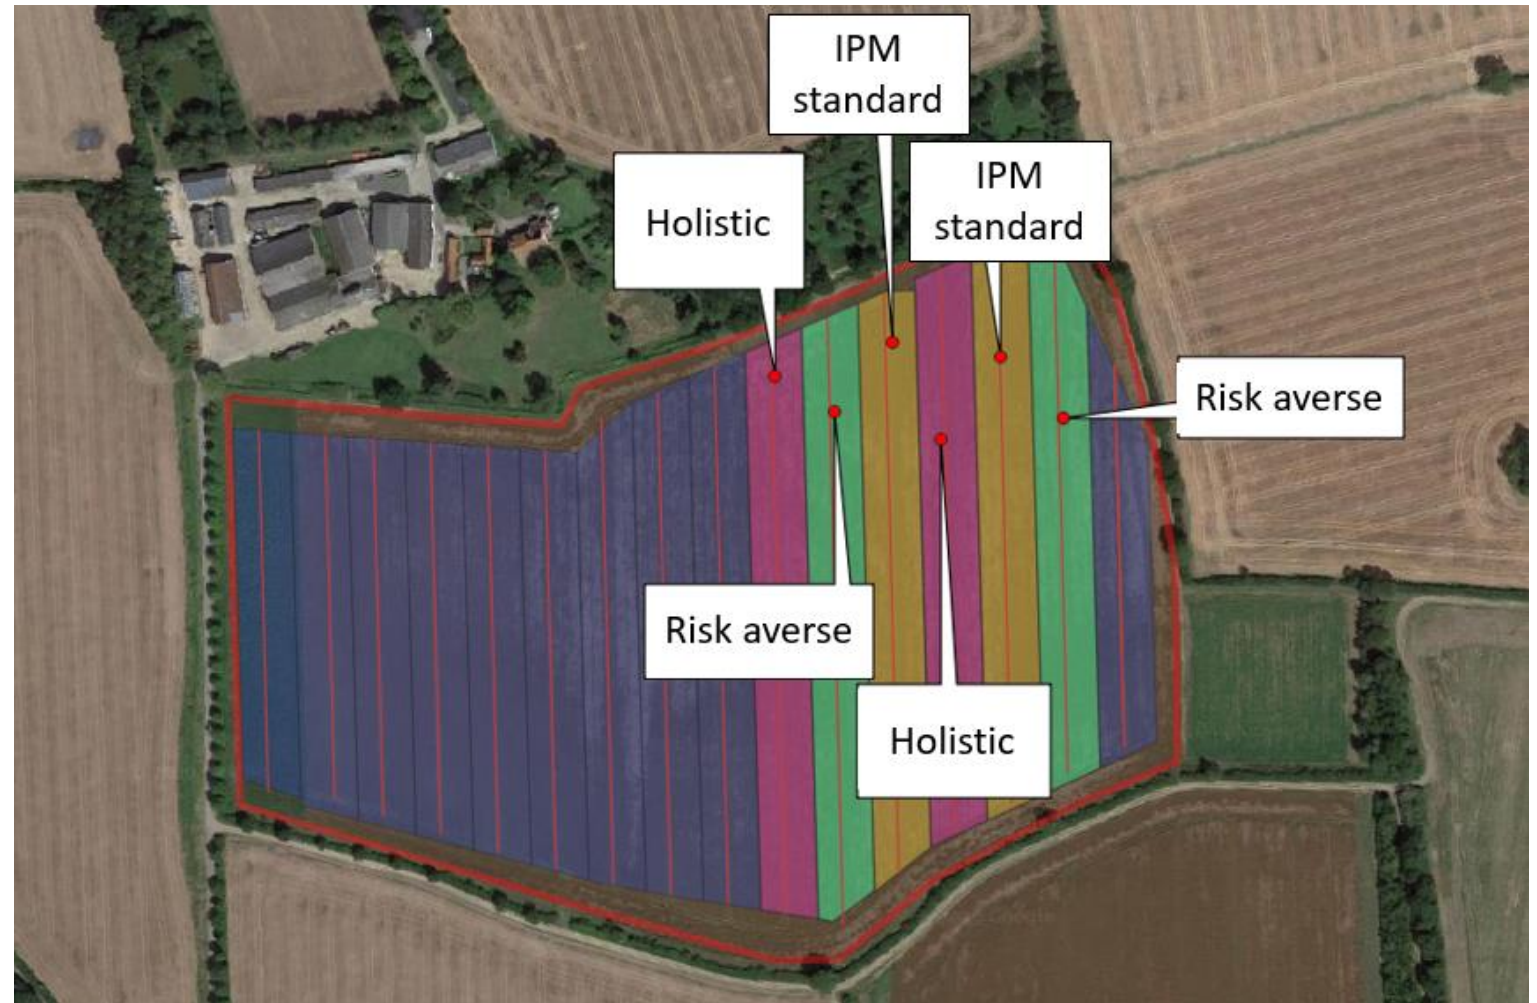 IPM
standard
IPM
standard
Holistic
Risk averse
Risk averse
Holistic